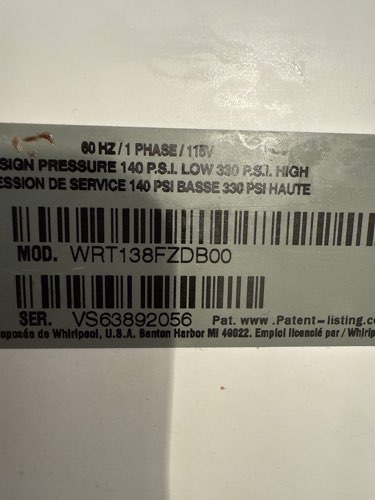 60 HZ / 1 PHASE / 115V
SIGN PRESSURE 140 P.S.I. LOW 330 P.S.I. HIGH
ESSION DE SERVICE 140 PSI BASSE 330 PSI HAUTE
MOD. WRT138FZDB00
SER. VS63892056 Pat. www.Patent-listing.co
eposée de Whirlpool, U.S.A. Benton Harbor MI 49022. Emploi licencié par / Whirlp